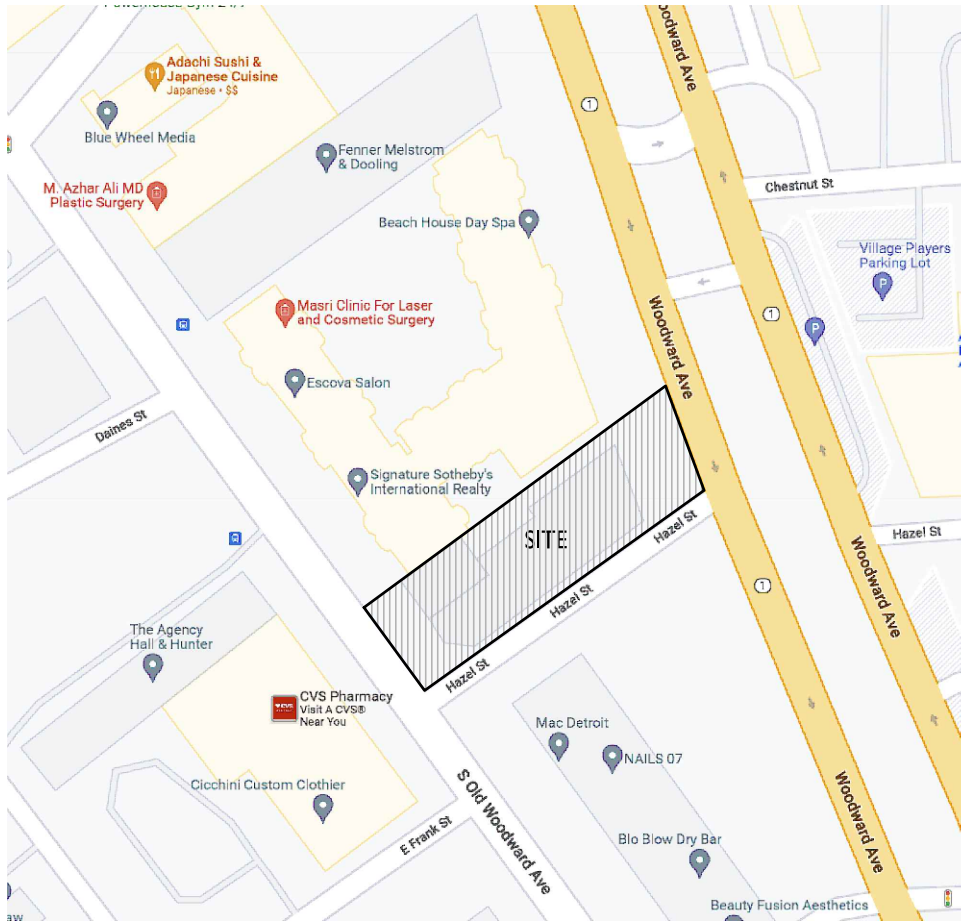 Adachi Sushi &
Japanese Cuisine
Japanese • $$
Blue Wheel Media
Fenner Melstrom
& Dooling
M. Azhar Ali MD
Plastic Surgery
Beach House Day Spa
Woodward Ave
1
Chestnut St
Village Players
Parking Lot
P
P
Masri Clinic For Laser
and Cosmetic Surgery
Woodward Ave
1
Escova Salon
Daines St
Signature Sotheby's
International Realty
SITE
Hazel St
Hazel St
Hazel St
Hazel St
Woodward Ave
1
The Agency
Hall & Hunter
CVS Pharmacy
Visit A CVS®
Near You
Mac Detroit
NAILS 07
Cicchini Custom Clothier
S Old Woodward Ave
E Frank St
Woodward Ave
Blo Blow Dry Bar
Beauty Fusion Aesthetics